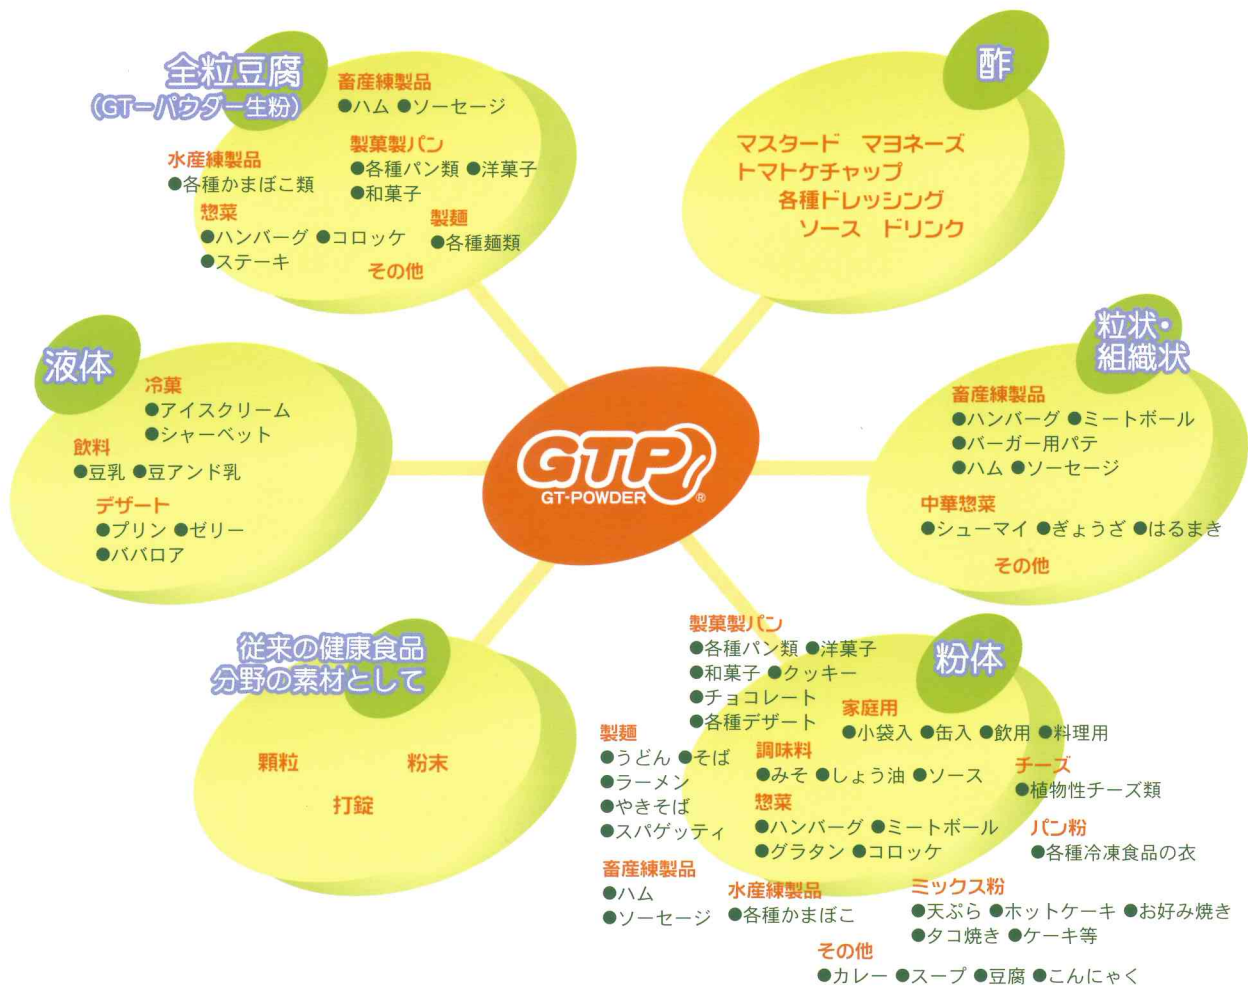 全粒豆腐
(GTーパウダー生粉)
畜産練製品
●ハム ●ソーセージ
水産練製品
●各種かまぼこ類
製菓製パン
●各種パン類 ●洋菓子
●和菓子
惣菜
●ハンバーグ ●コロッケ
●ステーキ
製麺
●各種麺類
その他
酢
マスタード マヨネーズ
トマトケチャップ
各種ドレッシング
ソース ドリンク
液体
冷菓
●アイスクリーム
●シャーベット
飲料
●豆乳 ●豆アンド乳
デザート
●プリン ●ゼリー
●ババロア
GTP
GT-POWDER ®
粒状・
組織状
畜産練製品
●ハンバーグ ●ミートボール
●バーガー用パテ
●ハム ●ソーセージ
中華惣菜
●シューマイ ●ぎょうざ ●はるまき
その他
従来の健康食品
分野の素材として
顆粒 粉末
打錠
粉体
製菓製パン
●各種パン類 ●洋菓子
●和菓子 ●クッキー
●チョコレート
●各種デザート
家庭用
●小袋入 ●缶入 ●飲用 ●料理用
製麺
●うどん ●そば
●ラーメン
●やきそば
●スパゲッティ
調味料
●みそ ●しょう油 ●ソース
チーズ
●植物性チーズ類
惣菜
●ハンバーグ ●ミートボール
●グラタン ●コロッケ
パン粉
●各種冷凍食品の衣
畜産練製品
●ハム
●ソーセージ
水産練製品
●各種かまぼこ
ミックス粉
●天ぷら ●ホットケーキ ●お好み焼き
●タコ焼き ●ケーキ等
その他
●カレー ●スープ ●豆腐 ●こんにゃく